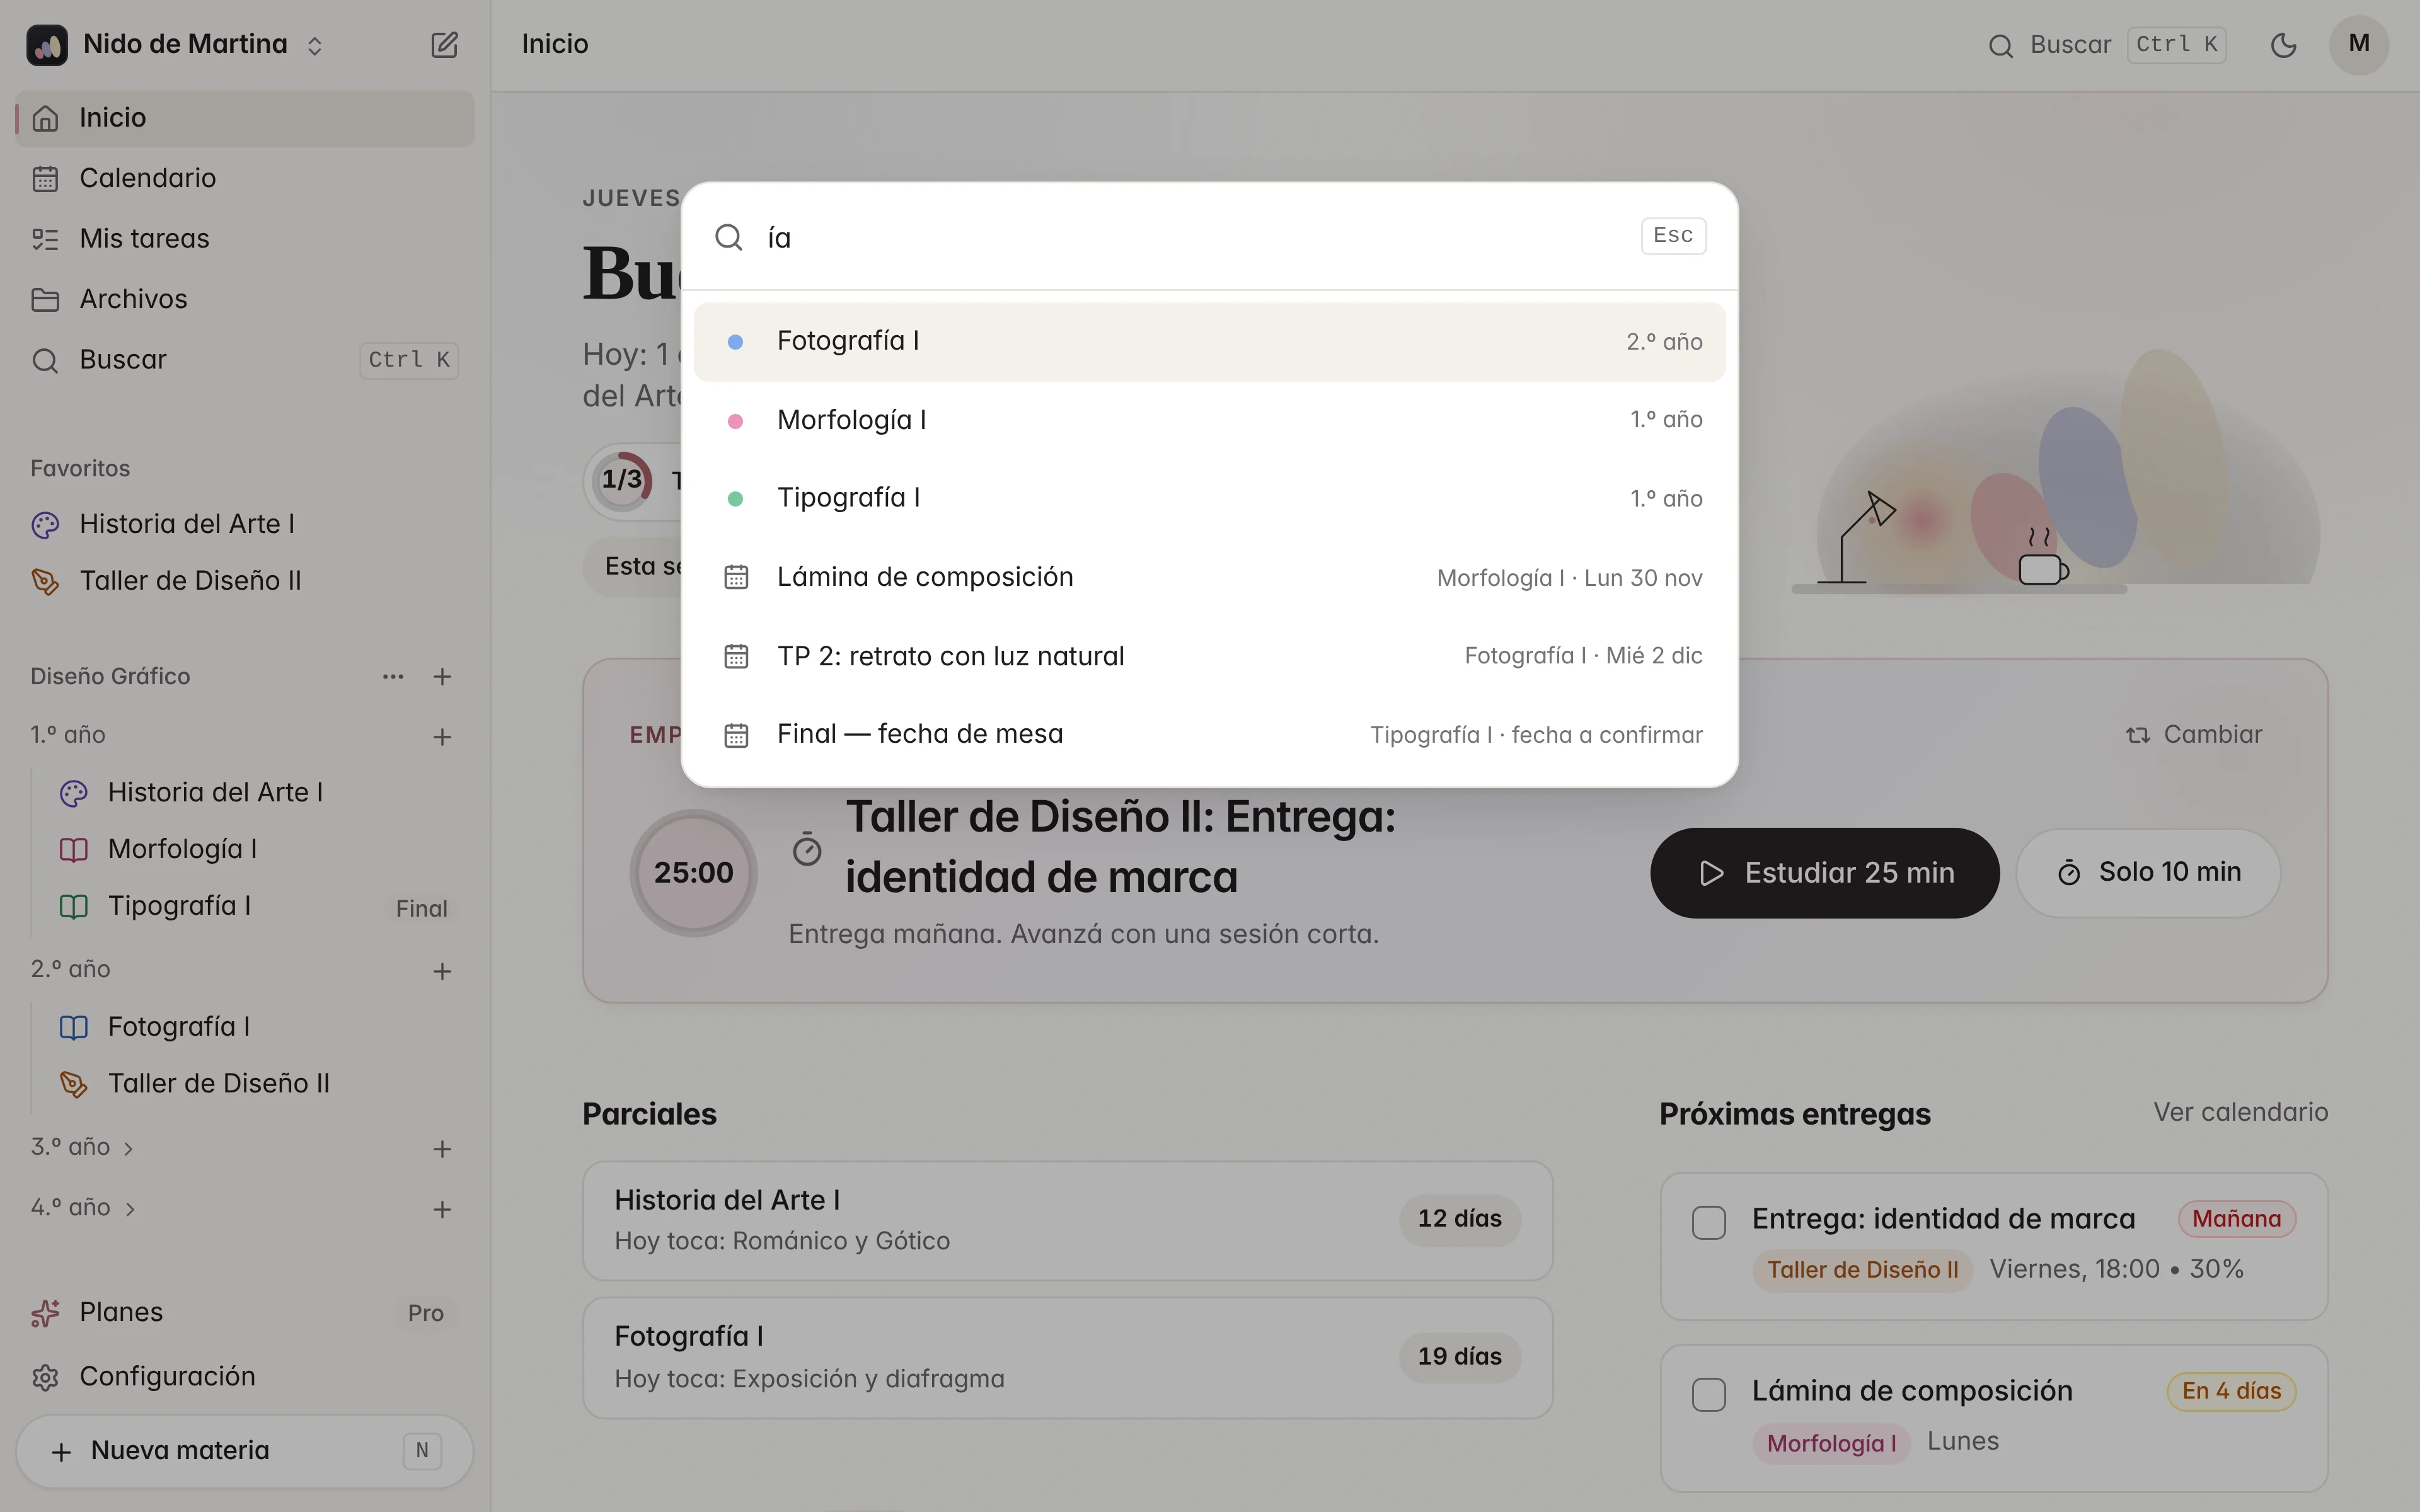 Nido de Martina
Inicio
Calendario
Mis tareas
Archivos
Buscar Ctrl K
Favoritos
Historia del Arte I
Taller de Diseño II
Diseño Gráfico
1.º año
Historia del Arte I
Morfología I
Tipografía I Final
2.º año
Fotografía I
Taller de Diseño II
3.º año
4.º año
Planes Pro
Configuración
Nueva materia N
Inicio
Buscar Ctrl K
M
JUEVES
Hoy: 1
del Arte
1/3
Esta
ía Esc
Fotografía I 2.º año
Morfología I 1.º año
Tipografía I 1.º año
Lámina de composición Morfología I · Lun 30 nov
TP 2: retrato con luz natural Fotografía I · Mié 2 dic
Final — fecha de mesa Tipografía I · fecha a confirmar
Cambiar
25:00
Taller de Diseño II: Entrega:
identidad de marca
Entrega mañana. Avanzá con una sesión corta.
Estudiar 25 min
Solo 10 min
Parciales
Historia del Arte I
Hoy toca: Románico y Gótico
12 días
Fotografía I
Hoy toca: Exposición y diafragma
19 días
Próximas entregas Ver calendario
Entrega: identidad de marca Mañana
Taller de Diseño II Viernes, 18:00 • 30%
Lámina de composición En 4 días
Morfología I Lunes